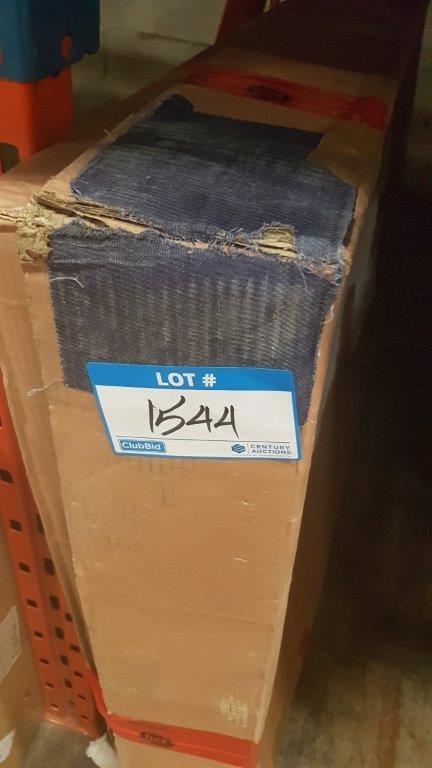 LOT #
1544
ClubBid
CENTURY
AUCTIONS